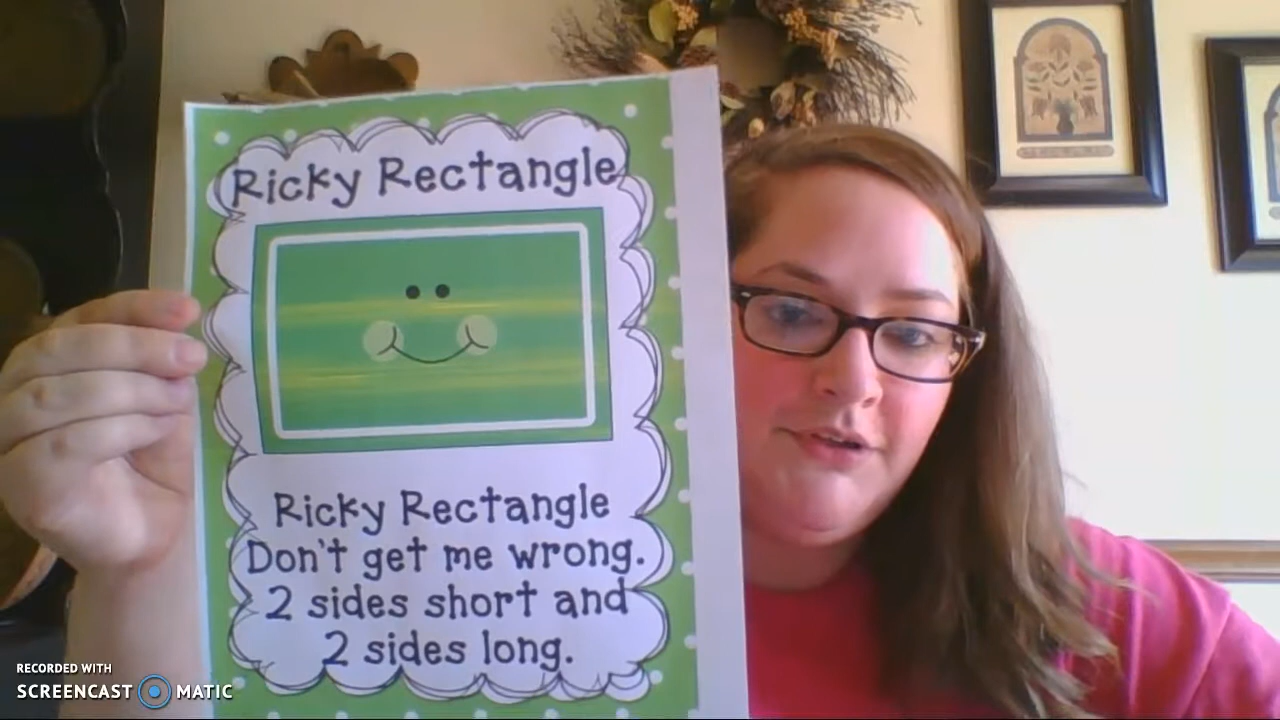 Ricky Rectangle
Ricky Rectangle
Don't get me wrong.
2 sides short and
2 sides long.
RECORDED WITH
SCREENCAST MATIC